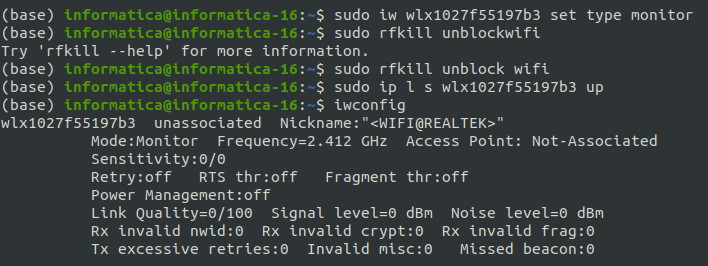 (base) informatica@informatica-16:~$ sudo iw wlx1027f55197b3 set type monitor
(base) informatica@informatica-16:~$ sudo rfkill unblockwifi
Try 'rfkill --help' for more information.
(base) informatica@informatica-16:~$ sudo rfkill unblock wifi
(base) informatica@informatica-16:~$ sudo ip l s wlx1027f55197b3 up
(base) informatica@informatica-16:~$ iwconfig
wlx1027f55197b3  unassociated  Nickname:"<WIFI@REALTEK>"
Mode:Monitor  Frequency=2.412 GHz  Access Point: Not-Associated
Sensitivity:0/0
Retry:off   RTS thr:off   Fragment thr:off
Power Management:off
Link Quality=0/100  Signal level=0 dBm  Noise level=0 dBm
Rx invalid nwid:0  Rx invalid crypt:0  Rx invalid frag:0
Tx excessive retries:0  Invalid misc:0   Missed beacon:0